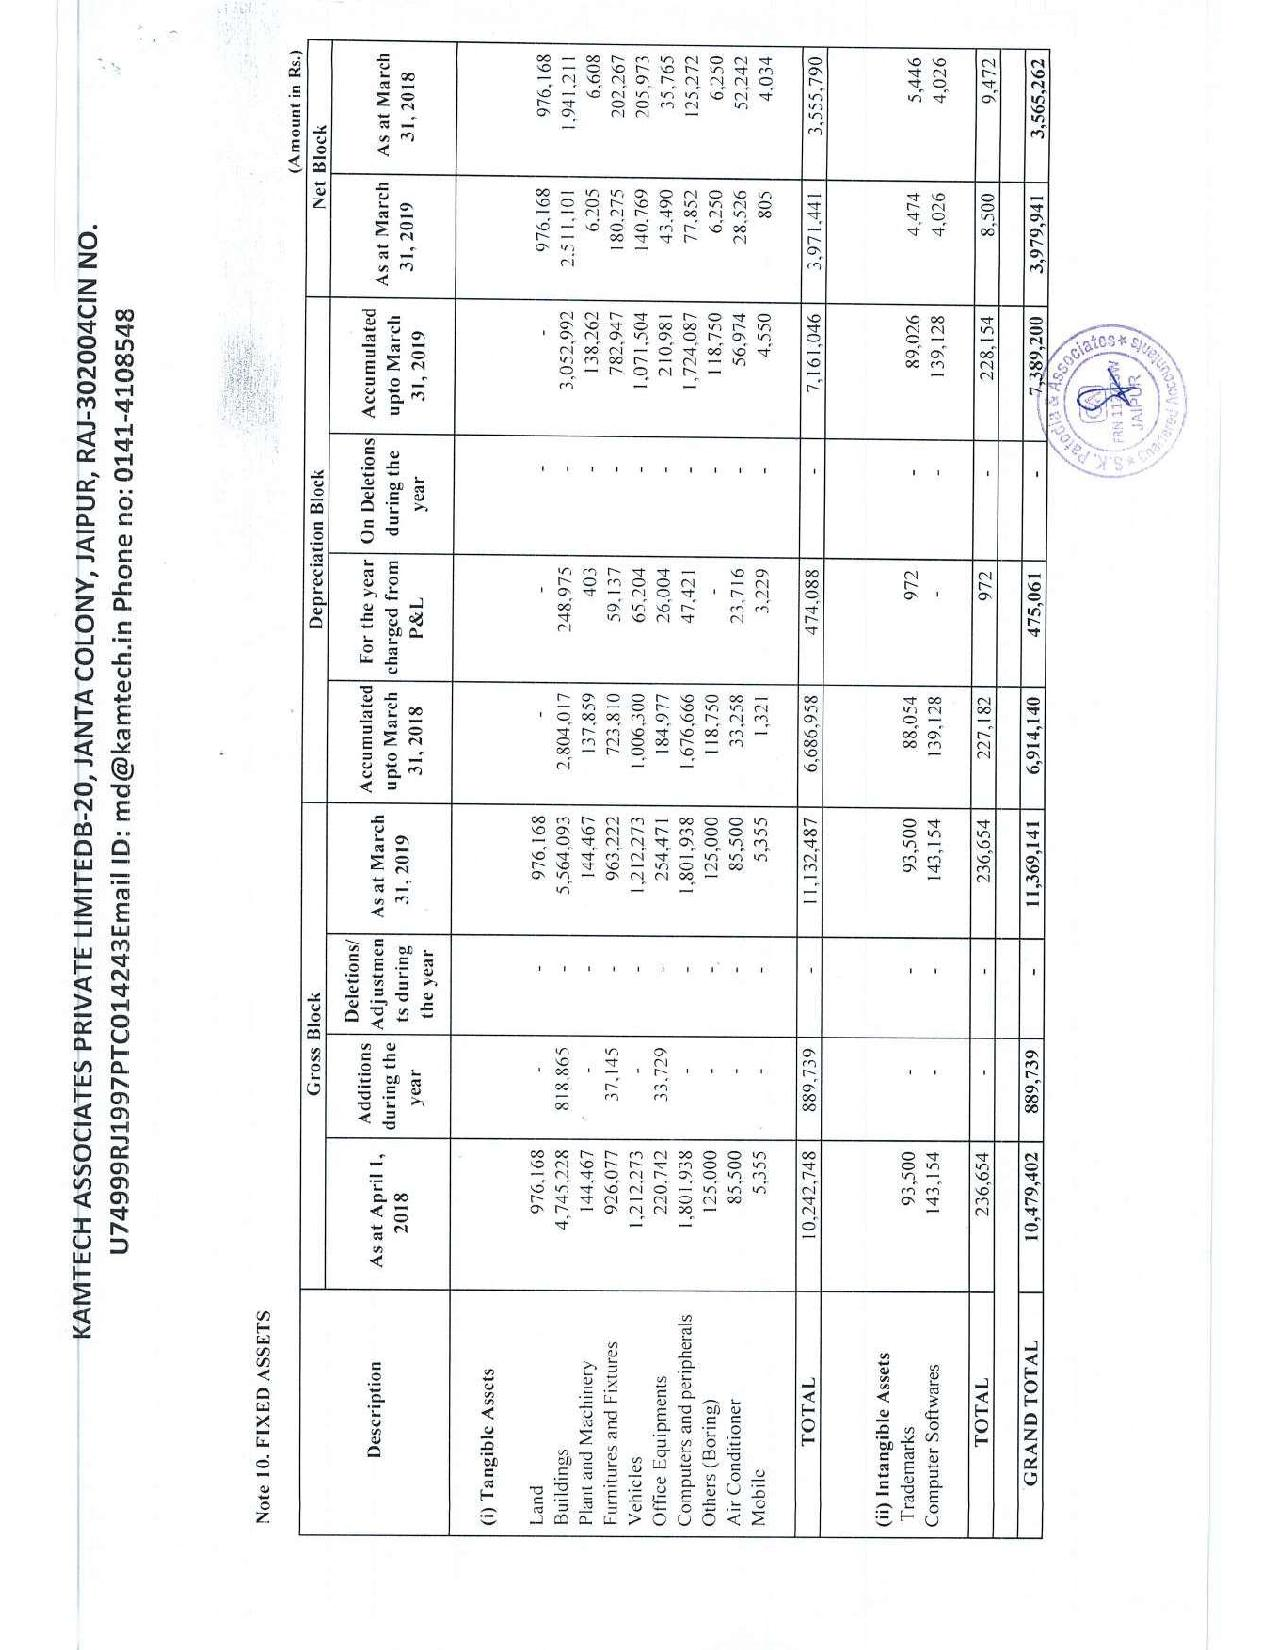 KAMTECH ASSOCIATES PRIVATE LIMITEDB-20, JANTA COLONY, JAIPUR, RAJ-302004CIN NO.
U74999RJ1997PTC014243Email ID: md@kamtech.in Phone no: 0141-4108548
Note 10. FIXED ASSETS
(Amount in Rs.)
Description Gross Block Depreciation Block Net Block
As at April 1, 2018 Additions during the year Deletions/ Adjustmen ts during the year As at March 31, 2019 Accumulated upto March 31, 2018 For the year charged from P&L On Deletions during the year Accumulated upto March 31, 2019 As at March 31, 2019 As at March 31, 2018
(i) Tangible Assets
Land 976,168 - - 976,168 - - - - 976,168 976,168
Buildings 4,745,228 818,865 - 5,564,093 2,804,017 248,975 - 3,052,992 2,511,101 1,941,211
Plant and Machinery 144,467 - - 144,467 137,859 403 - 138,262 6,205 6,608
Furnitures and Fixtures 926,077 37,145 - 963,222 723,810 59,137 - 782,947 180,275 202,267
Vehicles 1,212,273 - - 1,212,273 1,006,300 65,204 - 1,071,504 140,769 205,973
Office Equipments 220,742 33,729 254,471 184,977 26,004 - 210,981 43,490 35,765
Computers and peripherals 1,801,938 - - 1,801,938 1,676,666 47,421 - 1,724,087 77,852 125,272
Others (Boring) 125,000 - - 125,000 118,750 - - 118,750 6,250 6,250
Air Conditioner 85,500 - - 85,500 33,258 23,716 - 56,974 28,526 52,242
Mobile 5,355 - - 5,355 1,321 3,229 - 4,550 805 4,034
TOTAL 10,242,748 889,739 - 11,132,487 6,686,958 474,088 - 7,161,046 3,971,441 3,555,790
(ii) Intangible Assets
Trademarks 93,500 - - 93,500 88,054 972 - 89,026 4,474 5,446
Computer Softwares 143,154 - - 143,154 139,128 - - 139,128 4,026 4,026
TOTAL 236,654 - - 236,654 227,182 972 - 228,154 8,500 9,472
GRAND TOTAL 10,479,402 889,739 - 11,369,141 6,914,140 475,061 - 7,389,200 3,979,941 3,565,262
S.K. Patodia & Associates * Chartered Accountants *
JAIPUR